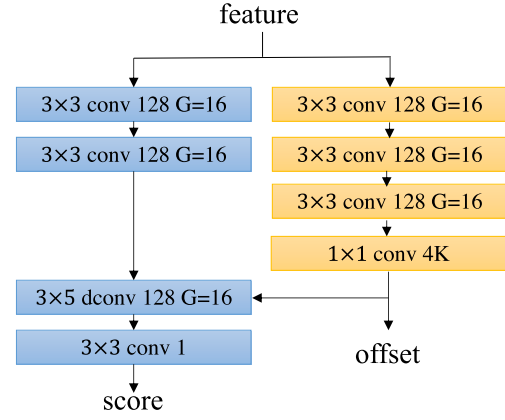 feature
3×3 conv 128 G=16
3×3 conv 128 G=16
3×3 conv 128 G=16
3×3 conv 128 G=16
3×3 conv 128 G=16
1×1 conv 4K
3×5 dconv 128 G=16
3×3 conv 1
offset
score